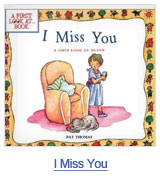 A FIRST
LOOK AT...
BOOK
I Miss You
A FIRST LOOK AT DEATH
PAT THOMAS
I Miss You